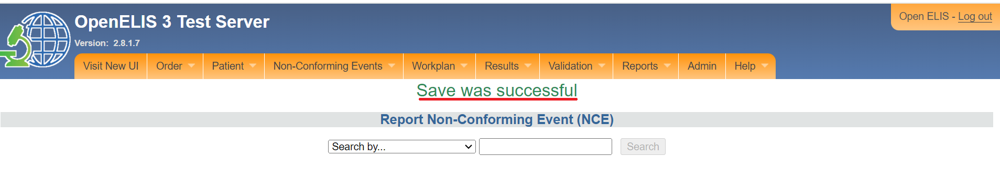 OpenELIS 3 Test Server
Open ELIS - Log out
Version: 2.8.1.7
Visit New UI Order Patient Non-Conforming Events Workplan Results Validation Reports Admin Help
Save was successful
Report Non-Conforming Event (NCE)
Search by... Search